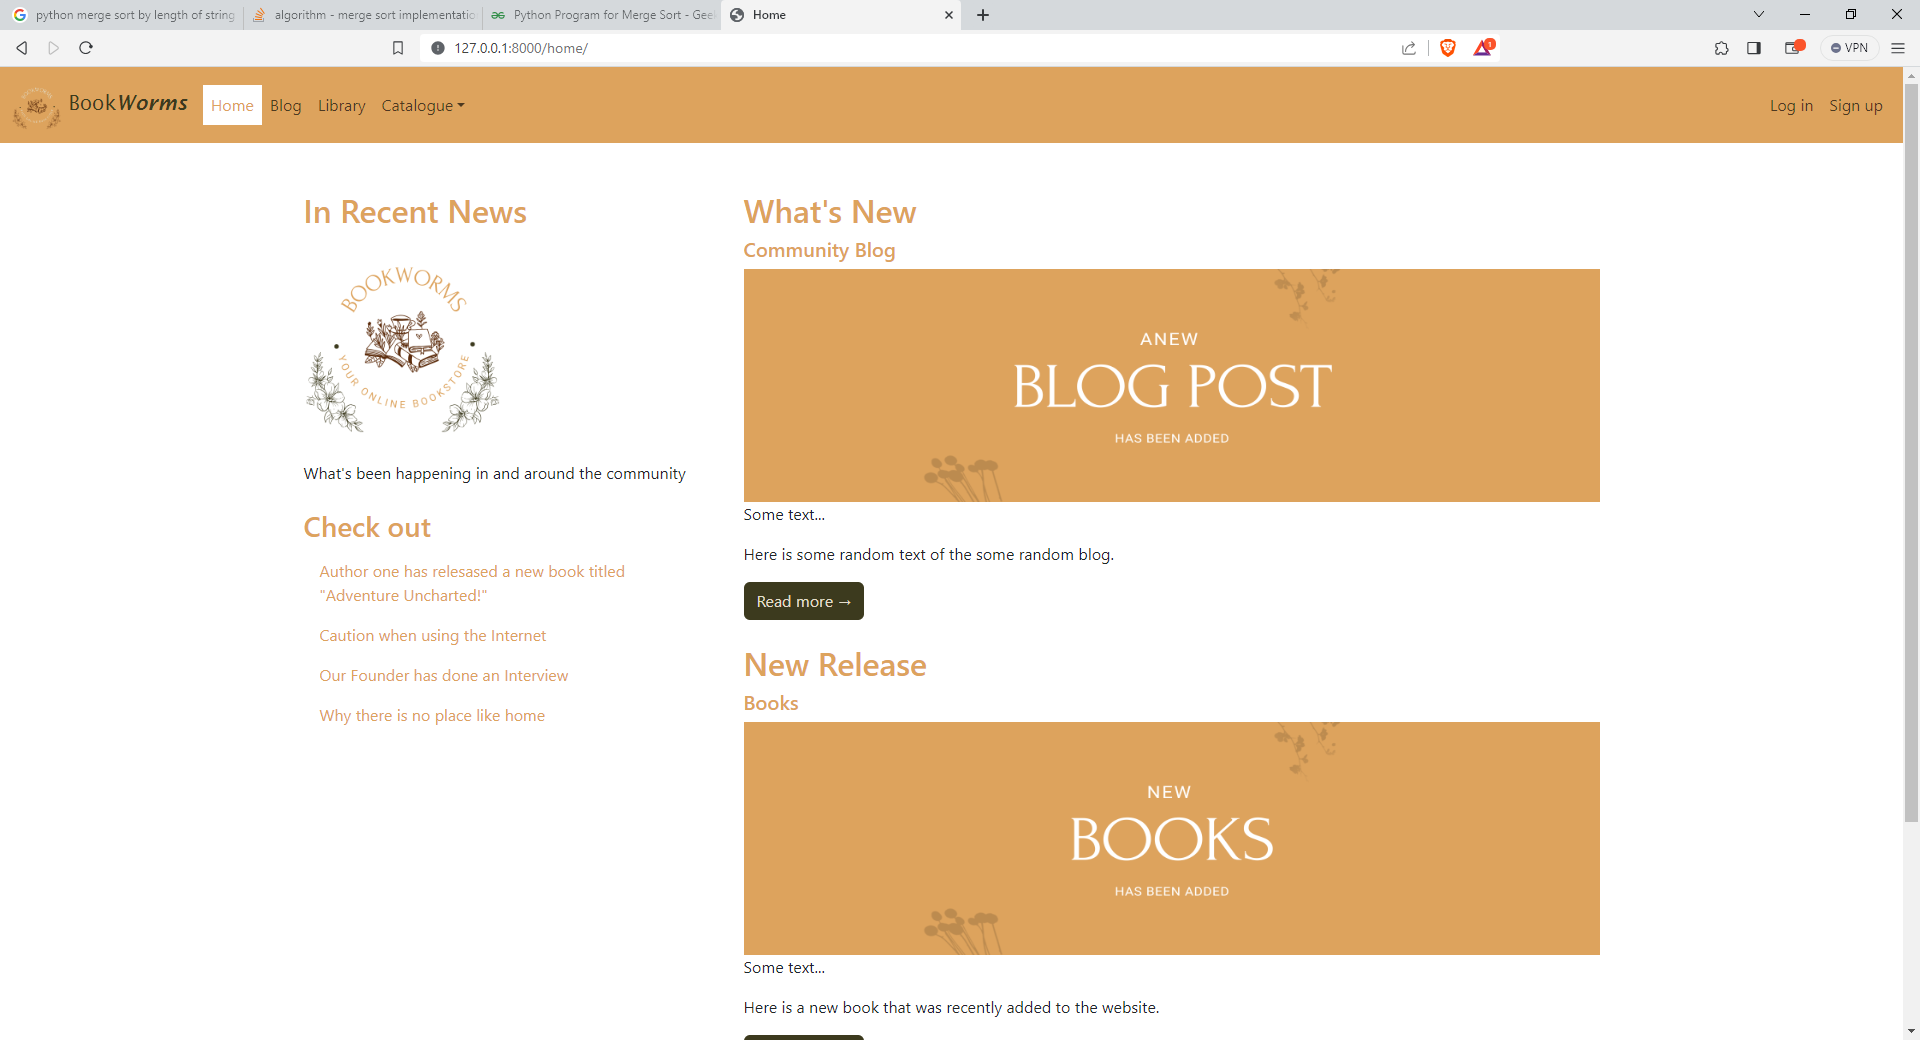 python merge sort by length of string
algorithm - merge sort implementatio
Python Program for Merge Sort - Gee
Home
127.0.0.1:8000/home/
1
VPN
BookWorms
Home
Blog
Library
Catalogue
Log in
Sign up
In Recent News
BOOKWORMS
YOUR ONLINE BOOKSTORE
What's been happening in and around the community
Check out
Author one has relesased a new book titled
"Adventure Uncharted!"
Caution when using the Internet
Our Founder has done an Interview
Why there is no place like home
What's New
Community Blog
ANEW
BLOG POST
HAS BEEN ADDED
Some text...
Here is some random text of the some random blog.
Read more →
New Release
Books
NEW
BOOKS
HAS BEEN ADDED
Some text...
Here is a new book that was recently added to the website.